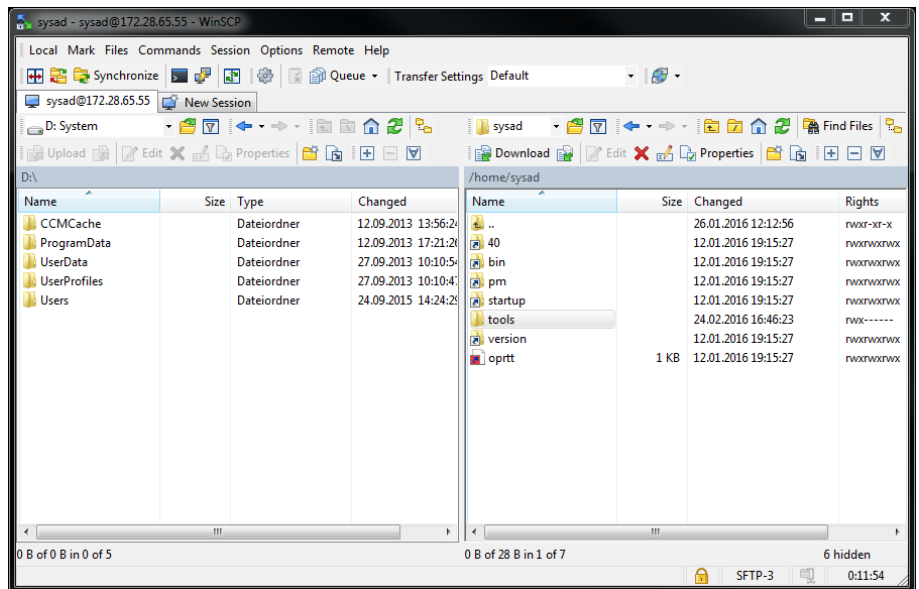 sysad - sysad@172.28.65.55 - WinSCP
Local Mark Files Commands Session Options Remote Help
Synchronize Queue Transfer Settings Default
sysad@172.28.65.55 New Session
D: System sysad Find Files
Upload Edit Properties Download Edit Properties
D:\ /home/sysad
Name Size Type Changed Name Size Changed Rights
CCMCache Dateiordner 12.09.2013 13:56:24 .. 26.01.2016 12:12:56 rwxr-xr-x
ProgramData Dateiordner 12.09.2013 17:21:26 40 12.01.2016 19:15:27 rwxrwxrwx
UserData Dateiordner 27.09.2013 10:10:54 bin 12.01.2016 19:15:27 rwxrwxrwx
UserProfiles Dateiordner 27.09.2013 10:10:47 pm 12.01.2016 19:15:27 rwxrwxrwx
Users Dateiordner 24.09.2015 14:24:29 startup 12.01.2016 19:15:27 rwxrwxrwx
tools 24.02.2016 16:46:23 rwx------
version 12.01.2016 19:15:27 rwxrwxrwx
oprtt 1 KB 12.01.2016 19:15:27 rwxrwxrwx
0 B of 0 B in 0 of 5 0 B of 28 B in 1 of 7 6 hidden
SFTP-3 0:11:54